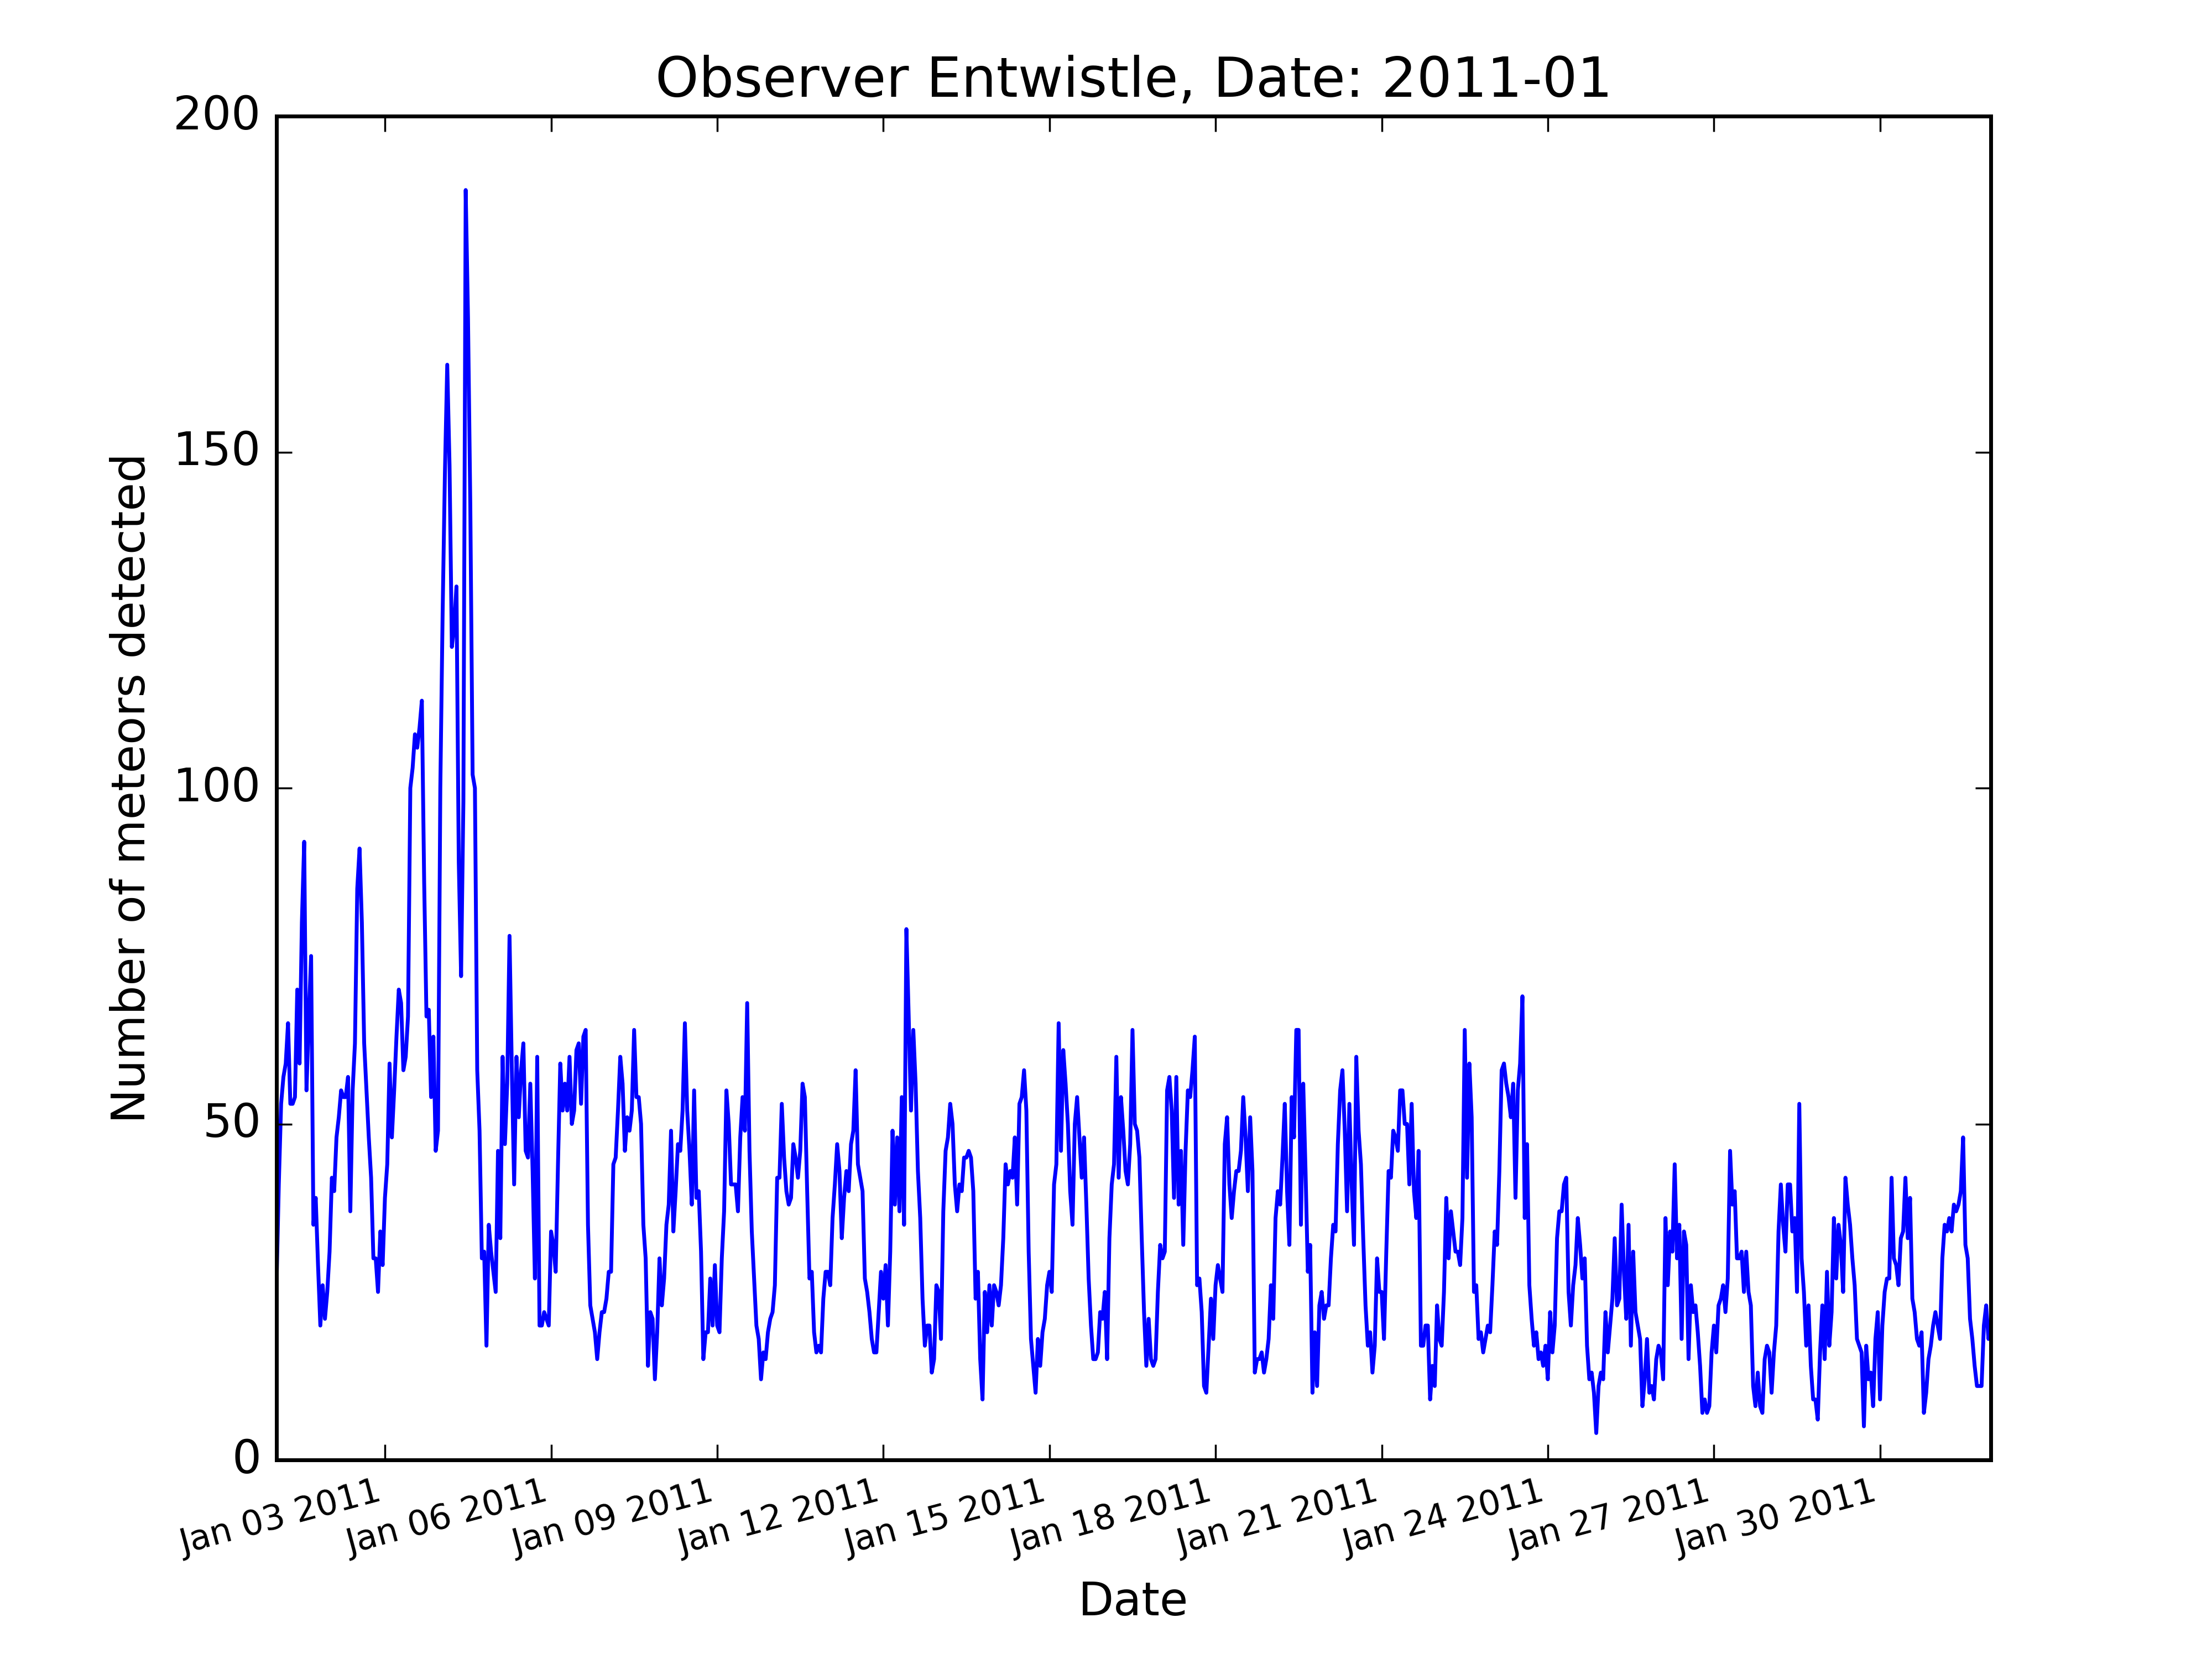 Observer Entwistle, Date: 2011-01
200
150
100
50
0
Number of meteors detected
Jan 03 2011
Jan 06 2011
Jan 09 2011
Jan 12 2011
Jan 15 2011
Jan 18 2011
Jan 21 2011
Jan 24 2011
Jan 27 2011
Jan 30 2011
Date